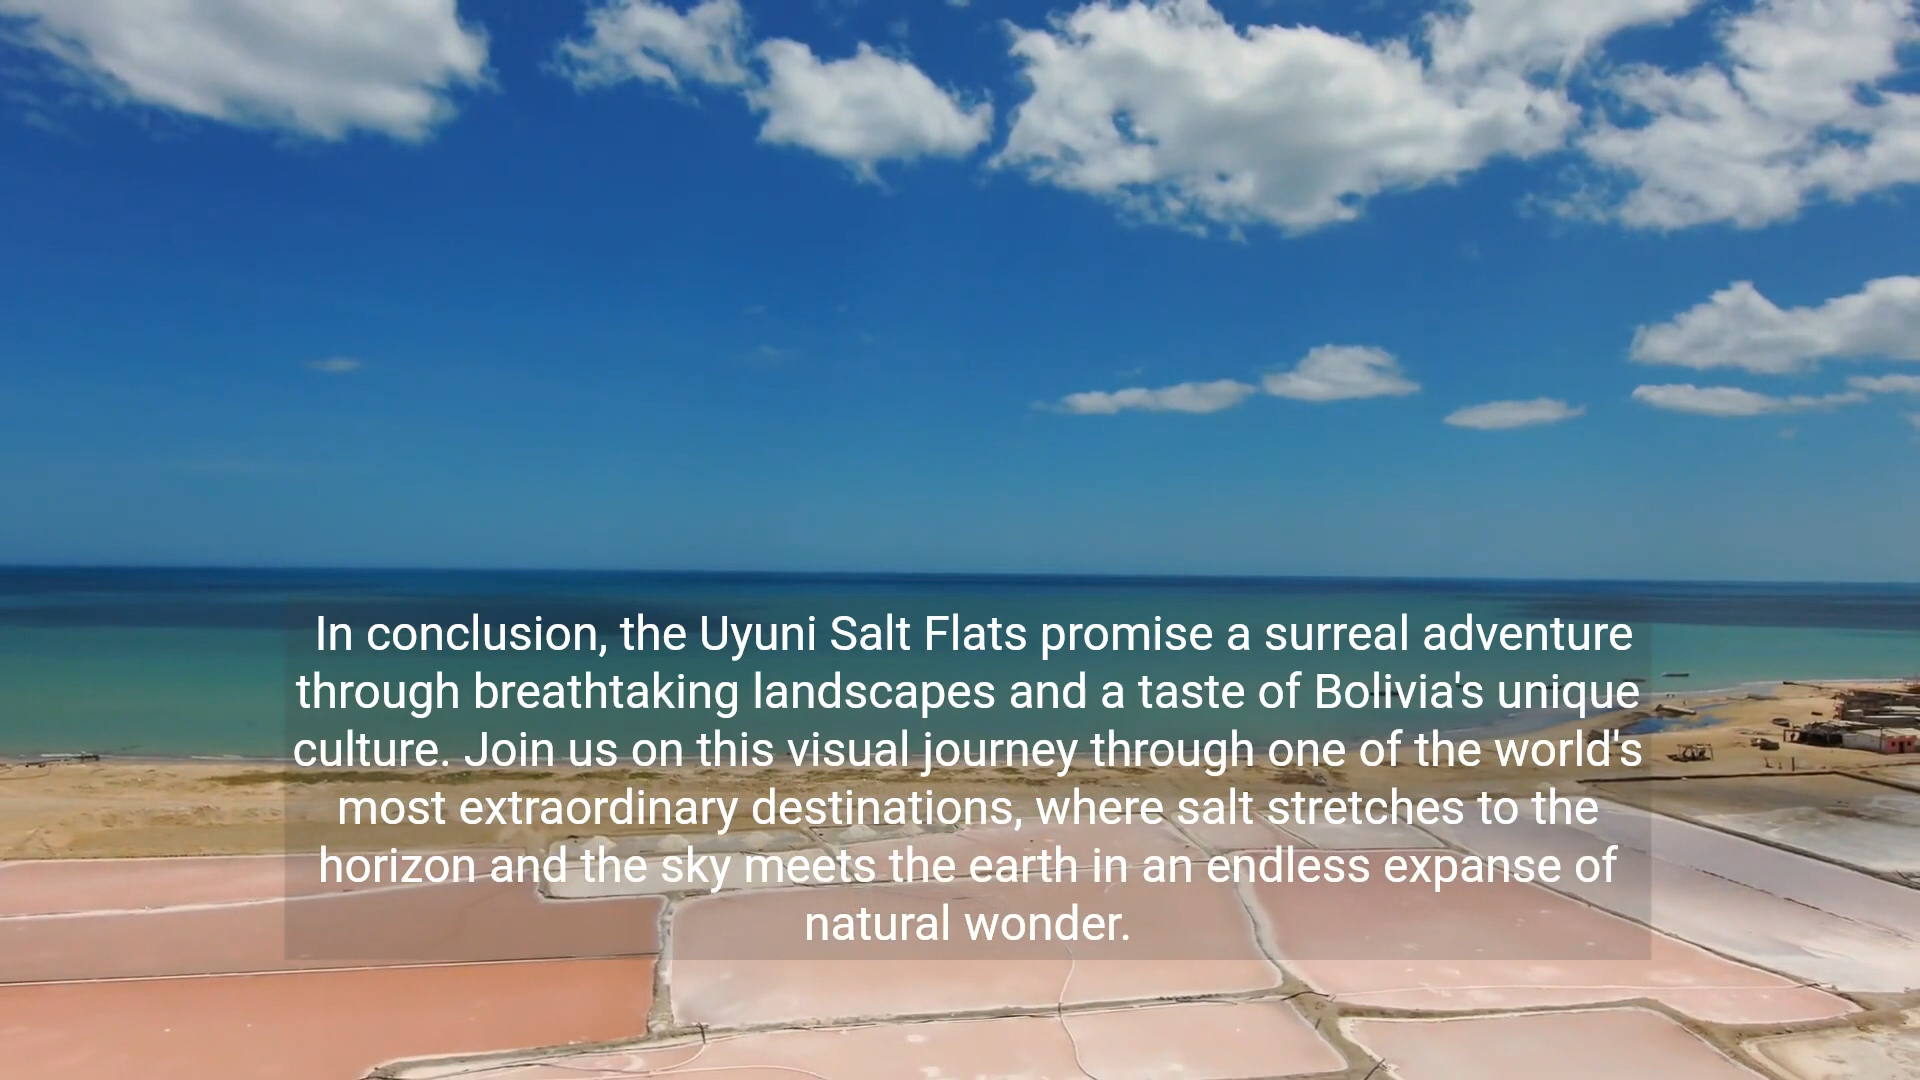 In conclusion, the Uyuni Salt Flats promise a surreal adventure
through breathtaking landscapes and a taste of Bolivia's unique
culture. Join us on this visual journey through one of the world's
most extraordinary destinations, where salt stretches to the
horizon and the sky meets the earth in an endless expanse of
natural wonder.